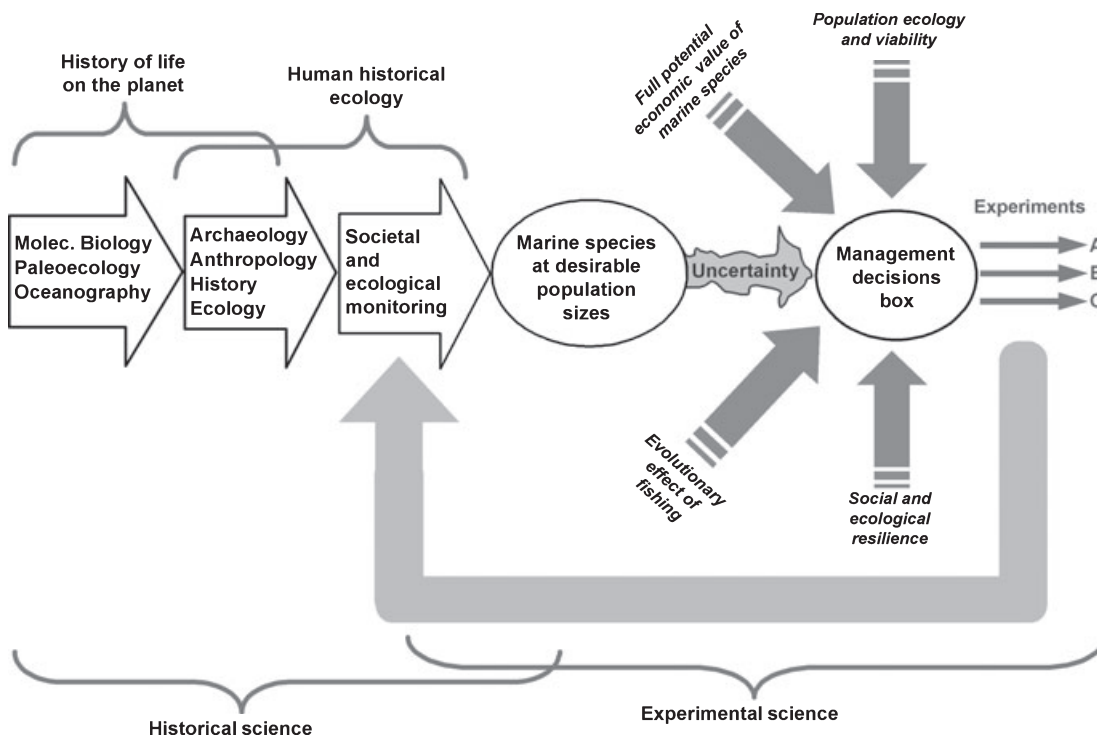 History of life
on the planet
Human historical
ecology
Full potential
economic value of
marine species
Population ecology
and viability
Molec. Biology
Paleoecology
Oceanography
Archaeology
Anthropology
History
Ecology
Societal
and
ecological
monitoring
Marine species
at desirable
population
sizes
Uncertainty
Management
decisions
box
Experiments
A
B
C
Evolutionary
effect of
fishing
Social and
ecological
resilience
Historical science
Experimental science